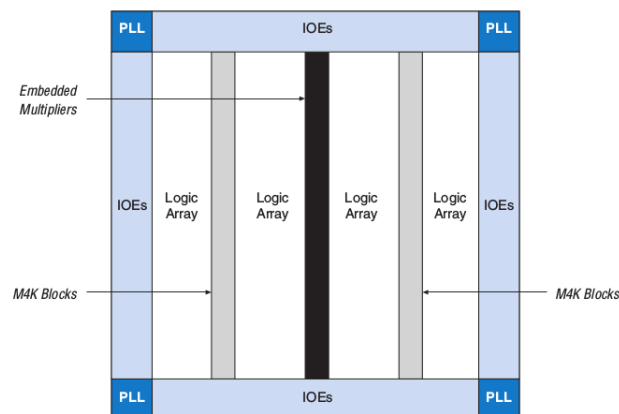 PLL
IOEs
PLL
Embedded
Multipliers
IOEs
Logic
Array
Logic
Array
Logic
Array
Logic
Array
IOEs
M4K Blocks
M4K Blocks
PLL
IOEs
PLL